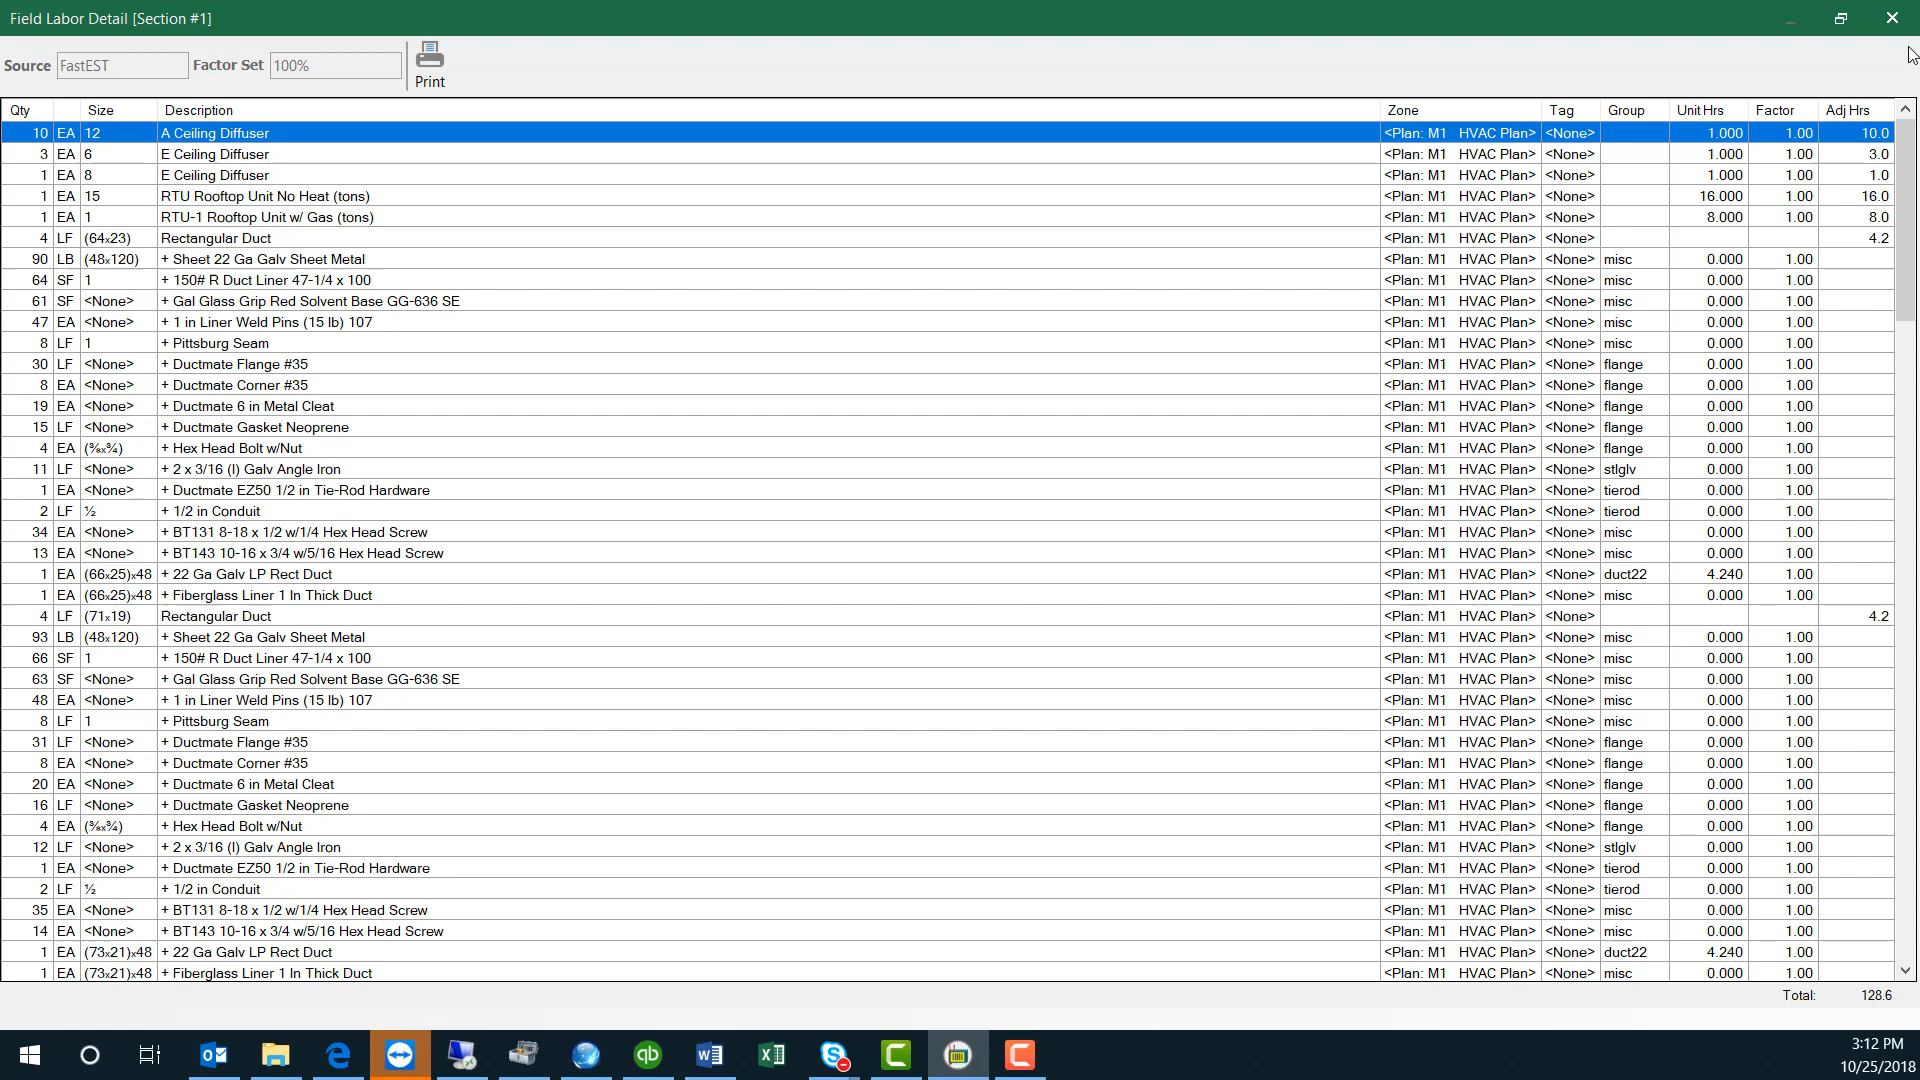 Field Labor Detail [Section #1]
Source FastEST Factor Set 100% Print
Qty Size Description Zone Tag Group Unit Hrs Factor Adj Hrs
10 EA 12 A Ceiling Diffuser <Plan: M1 HVAC Plan> <None> 1.000 1.00 10.0
3 EA 6 E Ceiling Diffuser <Plan: M1 HVAC Plan> <None> 1.000 1.00 3.0
1 EA 8 E Ceiling Diffuser <Plan: M1 HVAC Plan> <None> 1.000 1.00 1.0
1 EA 15 RTU Rooftop Unit No Heat (tons) <Plan: M1 HVAC Plan> <None> 16.000 1.00 16.0
1 EA 1 RTU-1 Rooftop Unit w/ Gas (tons) <Plan: M1 HVAC Plan> <None> 8.000 1.00 8.0
4 LF (64x23) Rectangular Duct <Plan: M1 HVAC Plan> <None> 4.2
90 LB (48x120) + Sheet 22 Ga Galv Sheet Metal <Plan: M1 HVAC Plan> <None> misc 0.000 1.00
64 SF 1 + 150# R Duct Liner 47-1/4 x 100 <Plan: M1 HVAC Plan> <None> misc 0.000 1.00
61 SF <None> + Gal Glass Grip Red Solvent Base GG-636 SE <Plan: M1 HVAC Plan> <None> misc 0.000 1.00
47 EA <None> + 1 in Liner Weld Pins (15 lb) 107 <Plan: M1 HVAC Plan> <None> misc 0.000 1.00
8 LF 1 + Pittsburg Seam <Plan: M1 HVAC Plan> <None> misc 0.000 1.00
30 LF <None> + Ductmate Flange #35 <Plan: M1 HVAC Plan> <None> flange 0.000 1.00
8 EA <None> + Ductmate Corner #35 <Plan: M1 HVAC Plan> <None> flange 0.000 1.00
19 EA <None> + Ductmate 6 in Metal Cleat <Plan: M1 HVAC Plan> <None> flange 0.000 1.00
15 LF <None> + Ductmate Gasket Neoprene <Plan: M1 HVAC Plan> <None> flange 0.000 1.00
4 EA (⅜x¾) + Hex Head Bolt w/Nut <Plan: M1 HVAC Plan> <None> flange 0.000 1.00
11 LF <None> + 2 x 3/16 (l) Galv Angle Iron <Plan: M1 HVAC Plan> <None> stlglv 0.000 1.00
1 EA <None> + Ductmate EZ50 1/2 in Tie-Rod Hardware <Plan: M1 HVAC Plan> <None> tierod 0.000 1.00
2 LF ½ + 1/2 in Conduit <Plan: M1 HVAC Plan> <None> tierod 0.000 1.00
34 EA <None> + BT131 8-18 x 1/2 w/1/4 Hex Head Screw <Plan: M1 HVAC Plan> <None> misc 0.000 1.00
13 EA <None> + BT143 10-16 x 3/4 w/5/16 Hex Head Screw <Plan: M1 HVAC Plan> <None> misc 0.000 1.00
1 EA (66x25)x48 + 22 Ga Galv LP Rect Duct <Plan: M1 HVAC Plan> <None> duct22 4.240 1.00
1 EA (66x25)x48 + Fiberglass Liner 1 In Thick Duct <Plan: M1 HVAC Plan> <None> misc 0.000 1.00
4 LF (71x19) Rectangular Duct <Plan: M1 HVAC Plan> <None> 4.2
93 LB (48x120) + Sheet 22 Ga Galv Sheet Metal <Plan: M1 HVAC Plan> <None> misc 0.000 1.00
66 SF 1 + 150# R Duct Liner 47-1/4 x 100 <Plan: M1 HVAC Plan> <None> misc 0.000 1.00
63 SF <None> + Gal Glass Grip Red Solvent Base GG-636 SE <Plan: M1 HVAC Plan> <None> misc 0.000 1.00
48 EA <None> + 1 in Liner Weld Pins (15 lb) 107 <Plan: M1 HVAC Plan> <None> misc 0.000 1.00
8 LF 1 + Pittsburg Seam <Plan: M1 HVAC Plan> <None> misc 0.000 1.00
31 LF <None> + Ductmate Flange #35 <Plan: M1 HVAC Plan> <None> flange 0.000 1.00
8 EA <None> + Ductmate Corner #35 <Plan: M1 HVAC Plan> <None> flange 0.000 1.00
20 EA <None> + Ductmate 6 in Metal Cleat <Plan: M1 HVAC Plan> <None> flange 0.000 1.00
16 LF <None> + Ductmate Gasket Neoprene <Plan: M1 HVAC Plan> <None> flange 0.000 1.00
4 EA (⅜x¾) + Hex Head Bolt w/Nut <Plan: M1 HVAC Plan> <None> flange 0.000 1.00
12 LF <None> + 2 x 3/16 (l) Galv Angle Iron <Plan: M1 HVAC Plan> <None> stlglv 0.000 1.00
1 EA <None> + Ductmate EZ50 1/2 in Tie-Rod Hardware <Plan: M1 HVAC Plan> <None> tierod 0.000 1.00
2 LF ½ + 1/2 in Conduit <Plan: M1 HVAC Plan> <None> tierod 0.000 1.00
35 EA <None> + BT131 8-18 x 1/2 w/1/4 Hex Head Screw <Plan: M1 HVAC Plan> <None> misc 0.000 1.00
14 EA <None> + BT143 10-16 x 3/4 w/5/16 Hex Head Screw <Plan: M1 HVAC Plan> <None> misc 0.000 1.00
1 EA (73x21)x48 + 22 Ga Galv LP Rect Duct <Plan: M1 HVAC Plan> <None> duct22 4.240 1.00
1 EA (73x21)x48 + Fiberglass Liner 1 In Thick Duct <Plan: M1 HVAC Plan> <None> misc 0.000 1.00
Total: 128.6
3:12 PM
10/25/2018